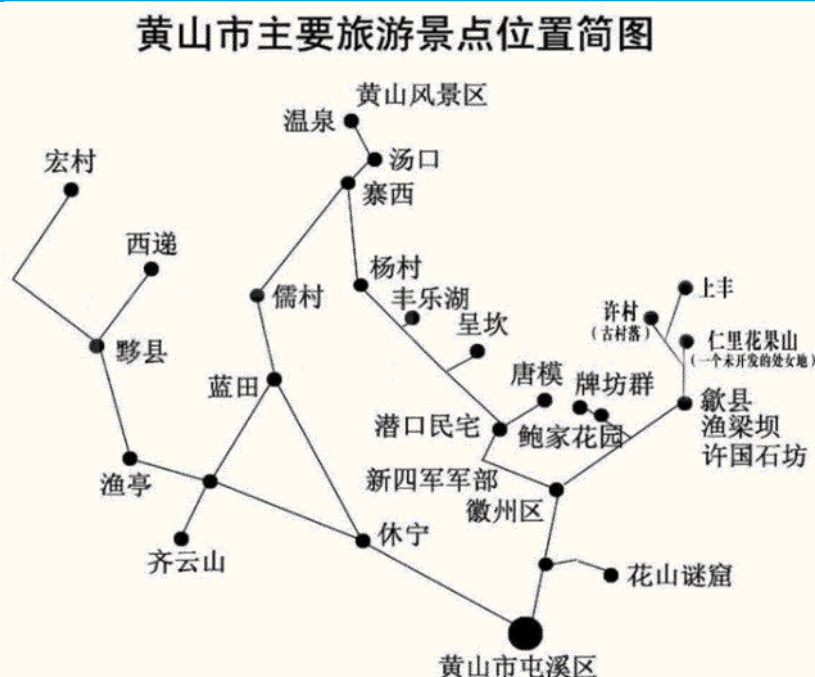 黄山市主要旅游景点位置简图
黄山风景区
温泉
汤口
宏村
寨西
西递
杨村
丰乐湖
儒村
上丰
许村
(古村落)
呈坎
仁里花果山
(一个未开发的处女地)
黟县
蓝田
唐模
牌坊群
歙县
渔梁坝
许国石坊
潜口民宅
鲍家花园
新四军军部
渔亭
徽州区
休宁
齐云山
花山谜窟
黄山市屯溪区